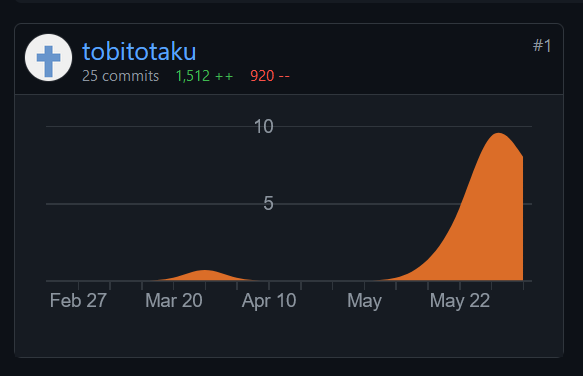 tobitotaku
#1
25 commits 1,512 ++ 920 --
10
5
Feb 27 Mar 20 Apr 10 May May 22